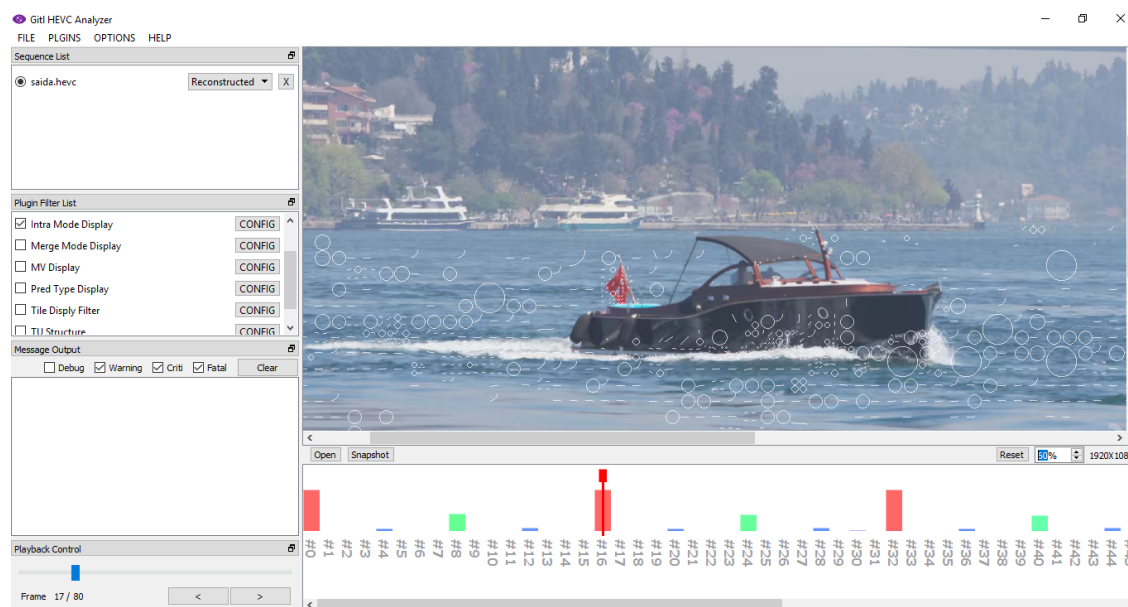 Gitl HEVC Analyzer
FILE PLGINS OPTIONS HELP
Sequence List
saida.hevc Reconstructed X
Plugin Filter List
Intra Mode Display CONFIG
Merge Mode Display CONFIG
MV Display CONFIG
Pred Type Display CONFIG
Tile Disply Filter CONFIG
TU Structure CONFIG
Message Output
Debug Warning Criti Fatal Clear
Open Snapshot Reset 50% 1920X108
#0 #1 #2 #3 #4 #5 #6 #7 #8 #9 #10 #11 #12 #13 #14 #15 #16 #17 #18 #19 #20 #21 #22 #23 #24 #25 #26 #27 #28 #29 #30 #31 #32 #33 #34 #35 #36 #37 #38 #39 #40 #41 #42 #43 #44
Playback Control
Frame 17 / 80 < >